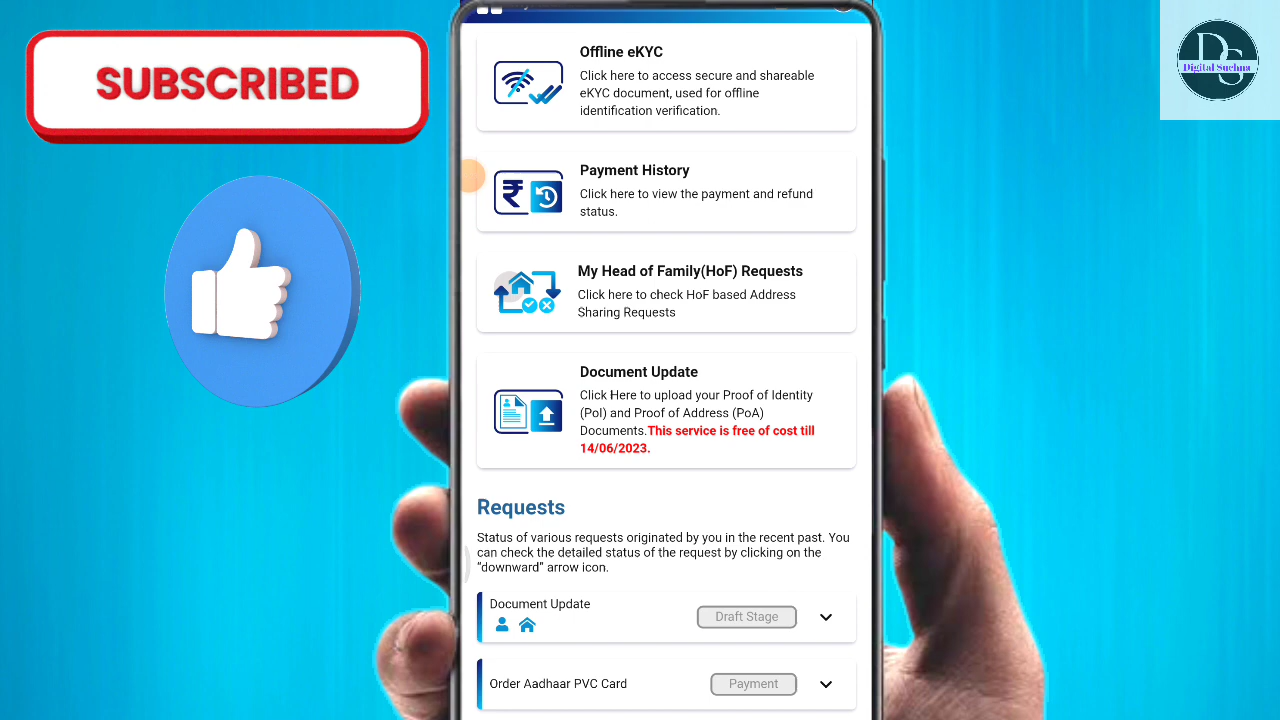 SUBSCRIBED
DS
Digital Suchna
Offline eKYC
Click here to access secure and shareable
eKYC document, used for offline
identification verification.
Payment History
Click here to view the payment and refund
status.
My Head of Family(HoF) Requests
Click here to check HoF based Address
Sharing Requests
Document Update
Click Here to upload your Proof of Identity
(PoI) and Proof of Address (PoA)
Documents.This service is free of cost till
14/06/2023.
Requests
Status of various requests originated by you in the recent past. You
can check the detailed status of the request by clicking on the
"downward" arrow icon.
Document Update
Draft Stage
Order Aadhaar PVC Card
Payment